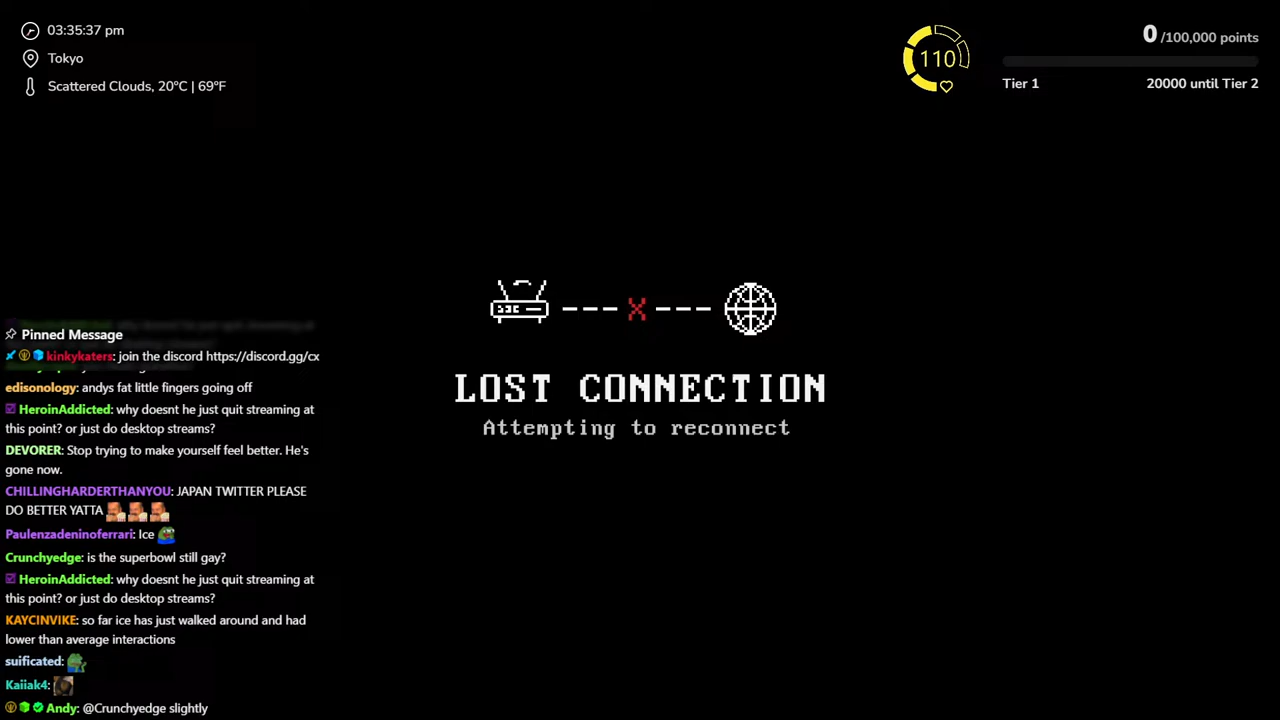 03:35:37 pm
Tokyo
Scattered Clouds, 20°C | 69°F
110
0 /100,000 points
Tier 1
20000 until Tier 2
LOST CONNECTION
Attempting to reconnect
Pinned Message
kinkykaters: join the discord https://discord.gg/cx
edisonology: andys fat little fingers going off
HeroinAddicted: why doesnt he just quit streaming at
this point? or just do desktop streams?
DEVORER: Stop trying to make yourself feel better. He's
gone now.
CHILLINGHARDERTHANYOU: JAPAN TWITTER PLEASE
DO BETTER YATTA
Paulenzadeninoferrari: Ice
Crunchyedge: is the superbowl still gay?
HeroinAddicted: why doesnt he just quit streaming at
this point? or just do desktop streams?
KAYCINVIKE: so far ice has just walked around and had
lower than average interactions
suificated:
Kaiiak4:
Andy: @Crunchyedge slightly